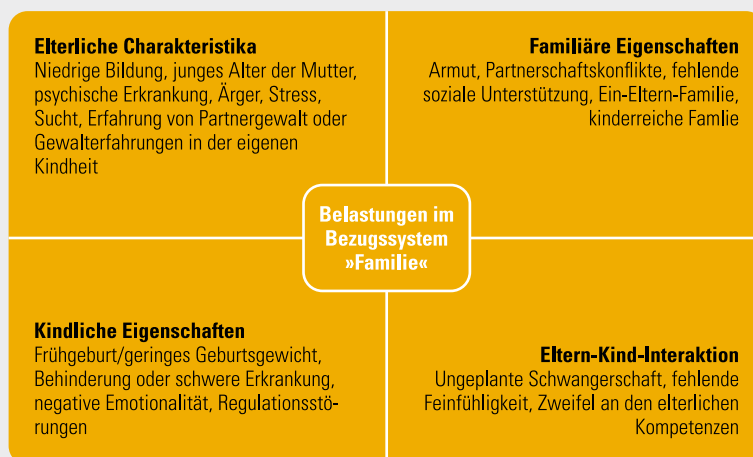 Elterliche Charakteristika
Niedrige Bildung, junges Alter der Mutter,
psychische Erkrankung, Ärger, Stress,
Sucht, Erfahrung von Partnergewalt oder
Gewalterfahrungen in der eigenen
Kindheit
Familiäre Eigenschaften
Armut, Partnerschaftskonflikte, fehlende
soziale Unterstützung, Ein-Eltern-Familie,
kinderreiche Famlie
Belastungen im
Bezugssystem
»Familie«
Kindliche Eigenschaften
Frühgeburt/geringes Geburtsgewicht,
Behinderung oder schwere Erkrankung,
negative Emotionalität, Regulationsstö-
rungen
Eltern-Kind-Interaktion
Ungeplante Schwangerschaft, fehlende
Feinfühligkeit, Zweifel an den elterlichen
Kompetenzen